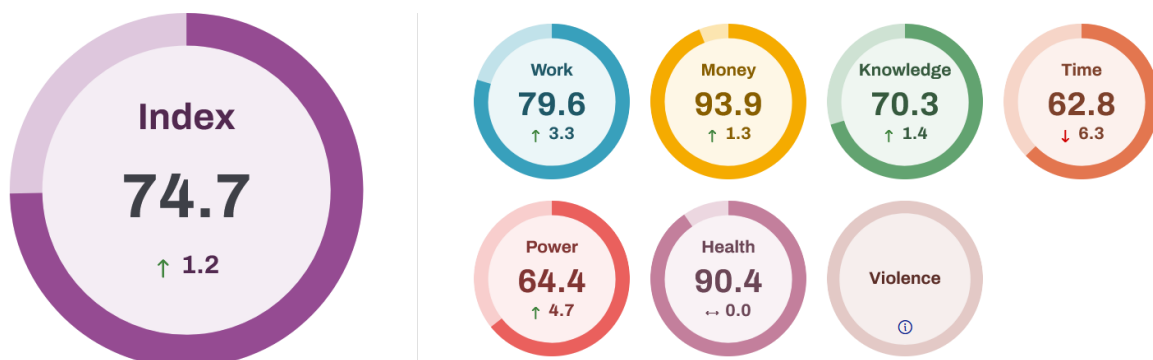 Index
74.7
↑ 1.2
Work
79.6
↑ 3.3
Money
93.9
↑ 1.3
Knowledge
70.3
↑ 1.4
Time
62.8
↓ 6.3
Power
64.4
↑ 4.7
Health
90.4
↔ 0.0
Violence
i